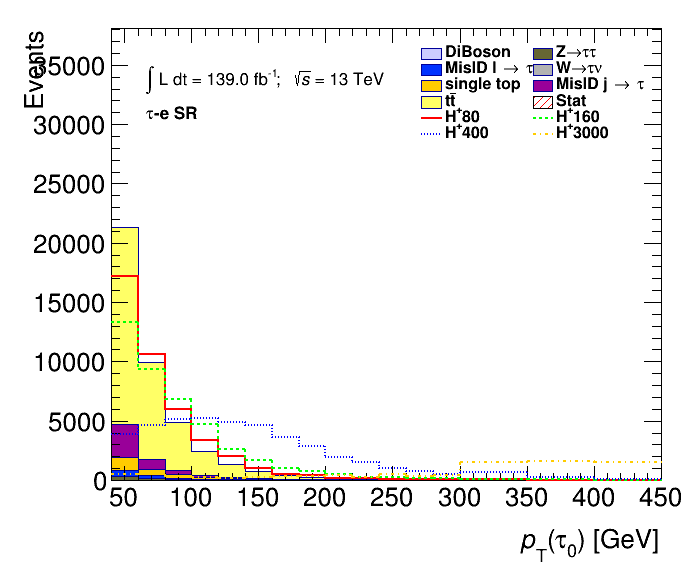 Events
∫ L dt = 139.0 fb⁻¹; √s = 13 TeV
τ-e SR
DiBoson Z→ττ
MisID l → τ W→τν
single top MisID j → τ
tt̄ Stat
H⁺80 H⁺160
H⁺400 H⁺3000
35000
30000
25000
20000
15000
10000
5000
0
50 100 150 200 250 300 350 400 450
p_T(τ_0) [GeV]